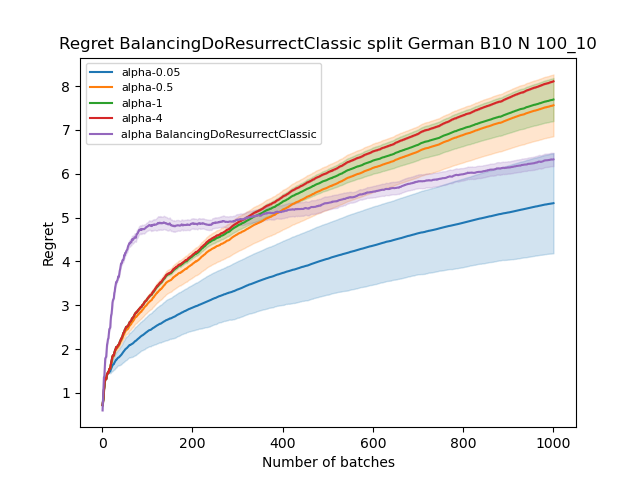 Regret BalancingDoResurrectClassic split German B10 N 100_10
alpha-0.05
alpha-0.5
alpha-1
alpha-4
alpha BalancingDoResurrectClassic
Regret
8
7
6
5
4
3
2
1
0
200
400
600
800
1000
Number of batches